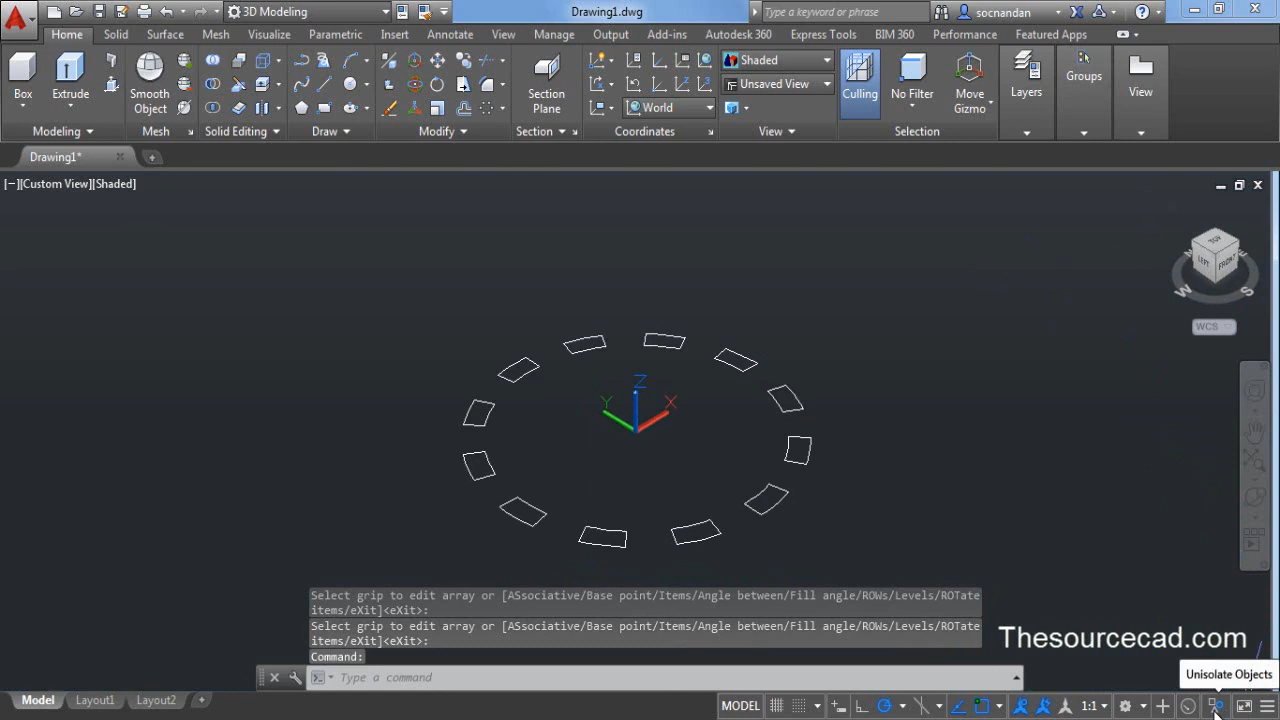 3D Modeling
Drawing1.dwg
Type a keyword or phrase
socnandan
Home
Solid
Surface
Mesh
Visualize
Parametric
Insert
Annotate
View
Manage
Output
Add-ins
Autodesk 360
Express Tools
BIM 360
Performance
Featured Apps
Box
Extrude
Smooth
Object
Section
Plane
World
Shaded
Unsaved View
Culling
No Filter
Move
Gizmo
Layers
Groups
View
Modeling
Mesh
Solid Editing
Draw
Modify
Section
Coordinates
View
Selection
Drawing1*
[−][Custom View][Shaded]
TOP
LEFT
FRONT
W
S
WCS
Z
Y
X
Select grip to edit array or [ASsociative/Base point/Items/Angle between/Fill angle/ROWs/Levels/ROTate
items/eXit]<eXit>:
Select grip to edit array or [ASsociative/Base point/Items/Angle between/Fill angle/ROWs/Levels/ROTate
items/eXit]<eXit>:
Command:
Type a command
Thesourcecad.com
Unisolate Objects
Model
Layout1
Layout2
MODEL
1:1